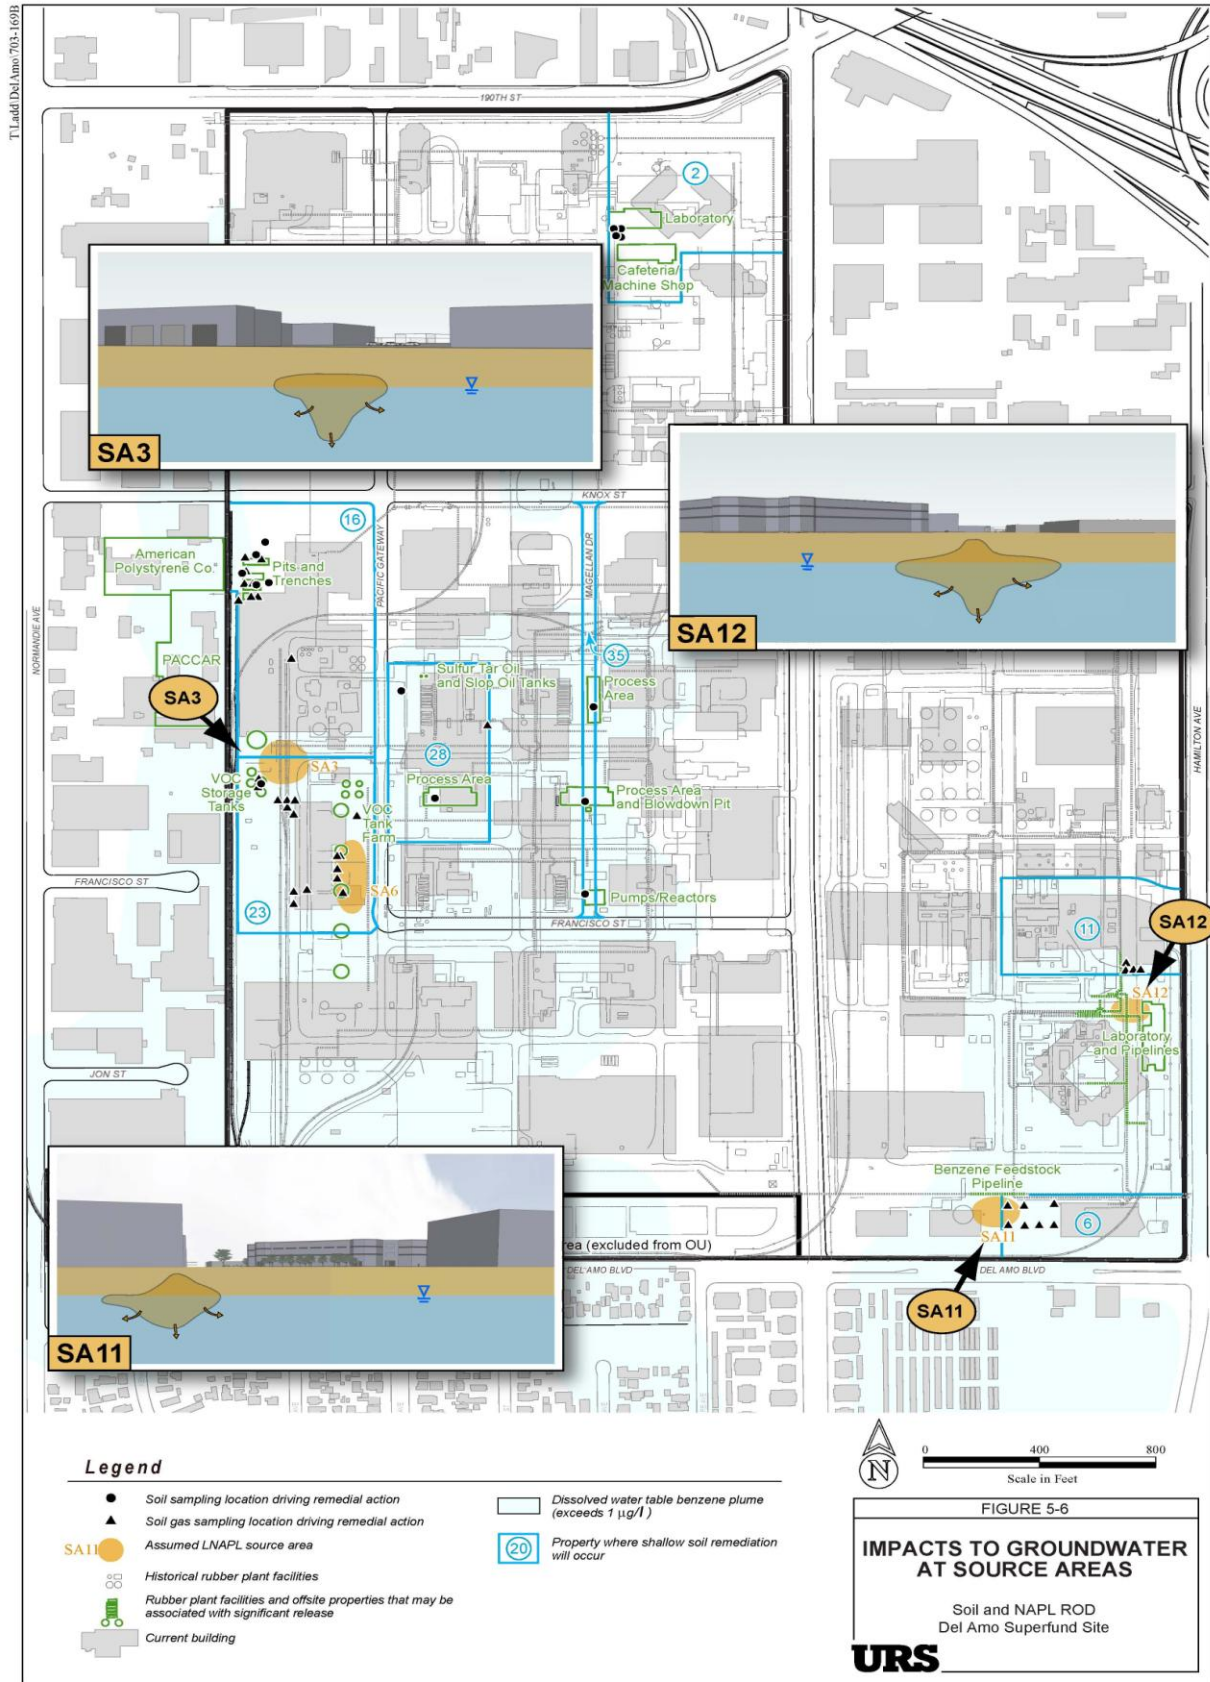 T:\Ladd\DelAmo\703-169B
190TH ST
2
Laboratory
Cafeteria/
Machine Shop
SA3
KNOX ST
SA12
16
American
Polystyrene Co.
Pits and
Trenches
PACIFIC GATEWAY
MAGELLAN DR
NORMANDIE AVE
HAMILTON AVE
PACCAR
35
Sulfur Tar Oil
and Slop Oil Tanks
Process
Area
SA3
SA3
28
VOC
Storage
Tanks
Process Area
Process Area
and Blowdown Pit
VOC
Tank
Farm
FRANCISCO ST
SA6
23
Pumps/Reactors
FRANCISCO ST
11
SA12
SA12
Laboratory
and Pipelines
JON ST
Benzene Feedstock
Pipeline
SA11
6
rea (excluded from OU)
DEL AMO BLVD
DEL AMO BLVD
SA11
SA11
Legend
Soil sampling location driving remedial action
Soil gas sampling location driving remedial action
SA11
Assumed LNAPL source area
Historical rubber plant facilities
Rubber plant facilities and offsite properties that may be
associated with significant release
Current building
Dissolved water table benzene plume
(exceeds 1 µg/l )
20
Property where shallow soil remediation
will occur
N
0 400 800
Scale in Feet
FIGURE 5-6
IMPACTS TO GROUNDWATER
AT SOURCE AREAS
Soil and NAPL ROD
Del Amo Superfund Site
URS